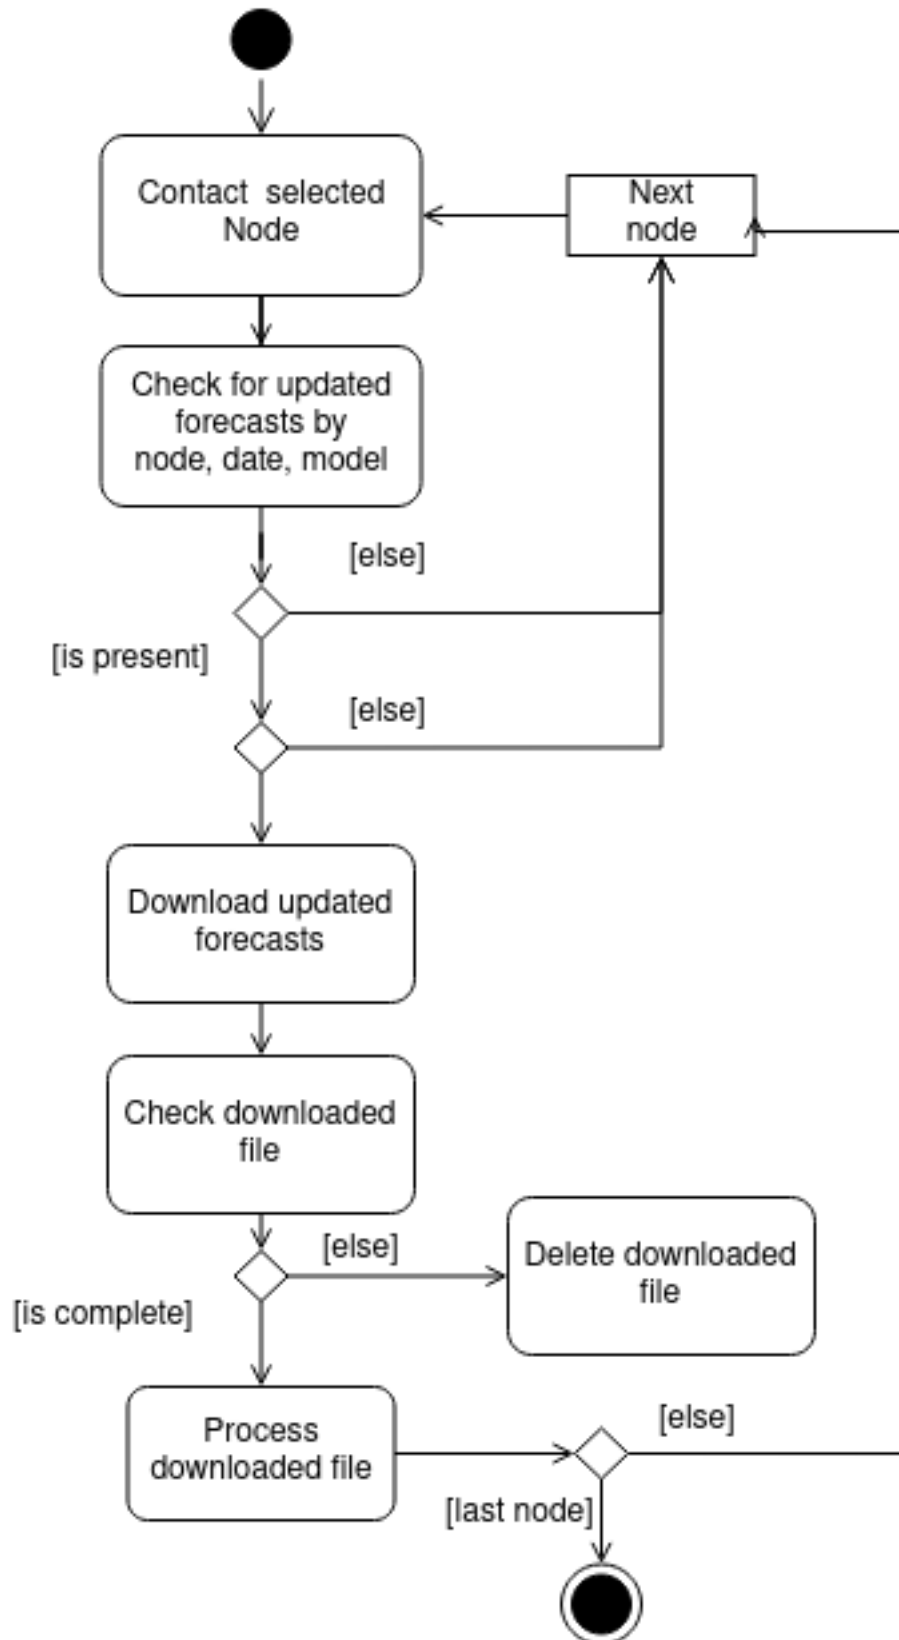 Contact selected
Node
Next
node
Check for updated
forecasts by
node, date, model
[else]
[is present]
[else]
Download updated
forecasts
Check downloaded
file
[else]
Delete downloaded
file
[is complete]
Process
downloaded file
[else]
[last node]